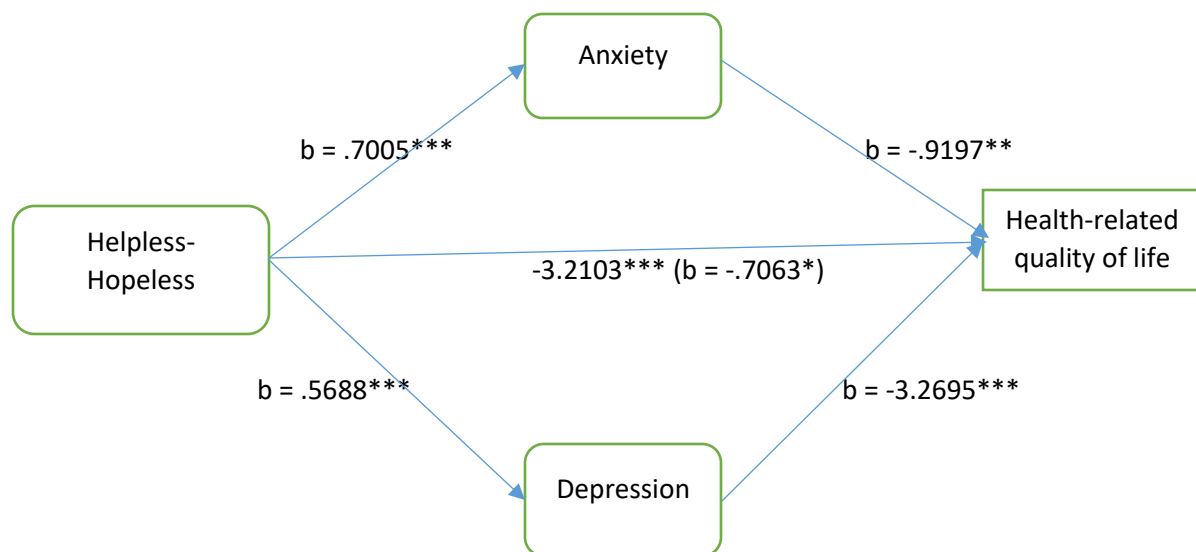 Anxiety
b = .7005***
b = -.9197**
Helpless-
Hopeless
Health-related
quality of life
-3.2103*** (b = -.7063*)
b = .5688***
b = -3.2695***
Depression